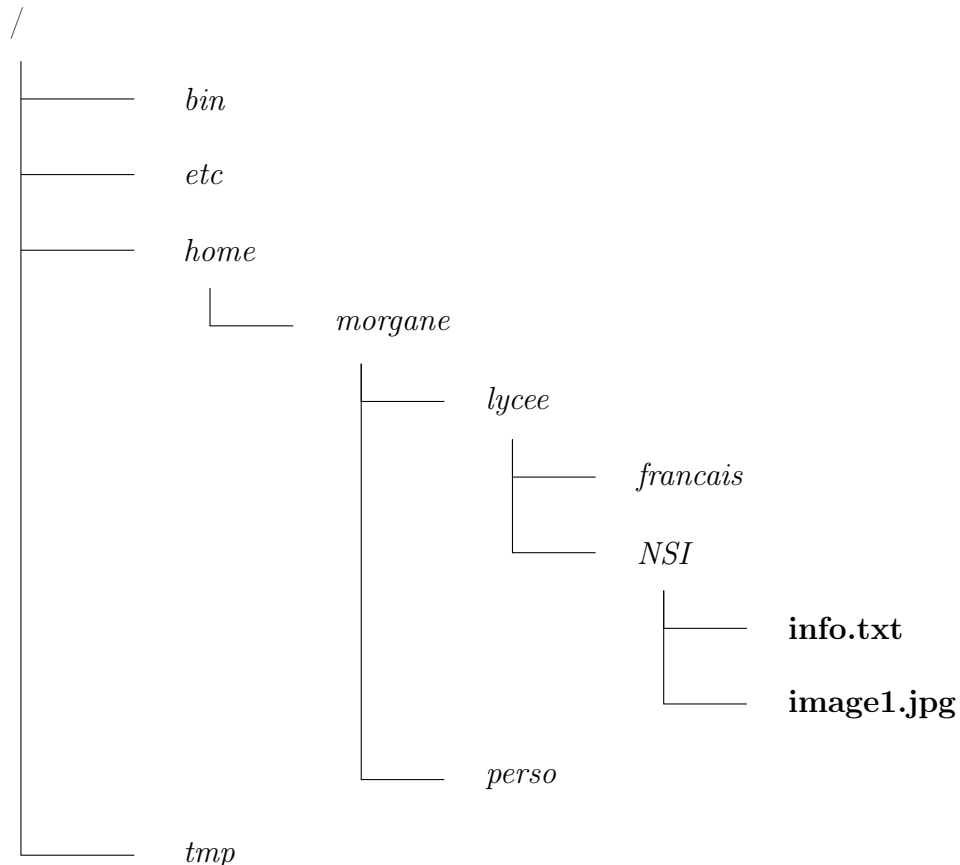 /
bin
etc
home
morgane
lycee
francais
NSI
info.txt
image1.jpg
perso
tmp